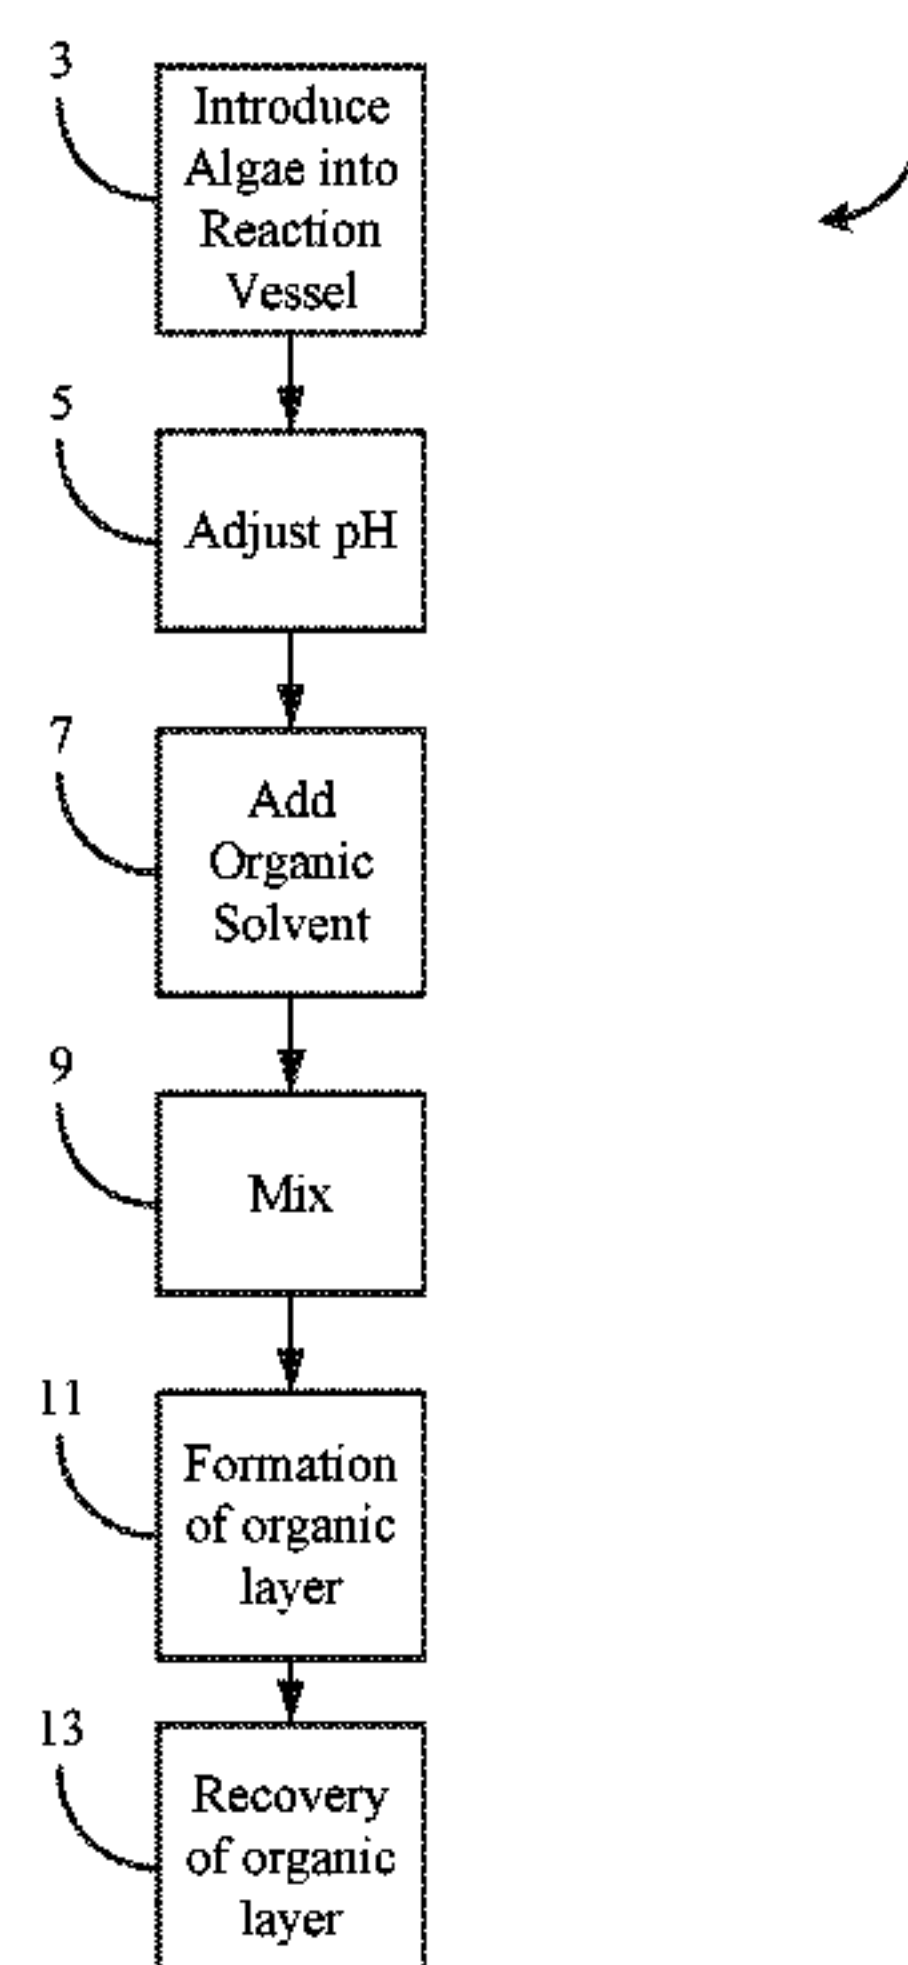 3
Introduce
Algae into
Reaction
Vessel
5
Adjust pH
7
Add
Organic
Solvent
9
Mix
11
Formation
of organic
layer
13
Recovery
of organic
layer